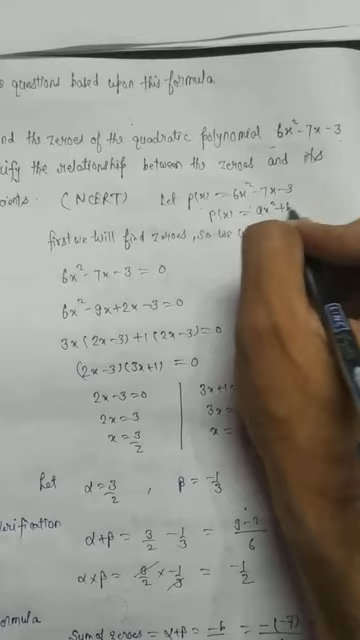 questions based upon this formula
nd the zeroes of the quadratic polynomial 6x²-7x-3
rify the relationship between the zeroes and its
cients. (NCERT) Let p(x) = 6x²-7x-3
p(x) = ax²+b
first we will find zeroes, so we
6x²-7x-3 = 0
6x²-9x+2x-3=0
3x(2x-3)+1(2x-3)=0
(2x-3)(3x+1) = 0
2x-3=0 3x+1=
2x=3 3x=
x=3/2 x=
Let α=3/2 , β=-1/3
Verification
α+β = 3/2 - 1/3 = 9-2/6
α×β = 3/2 × -1/3 = -1/2
formula
Sum of zeroes = α+β = -b = -(-7)